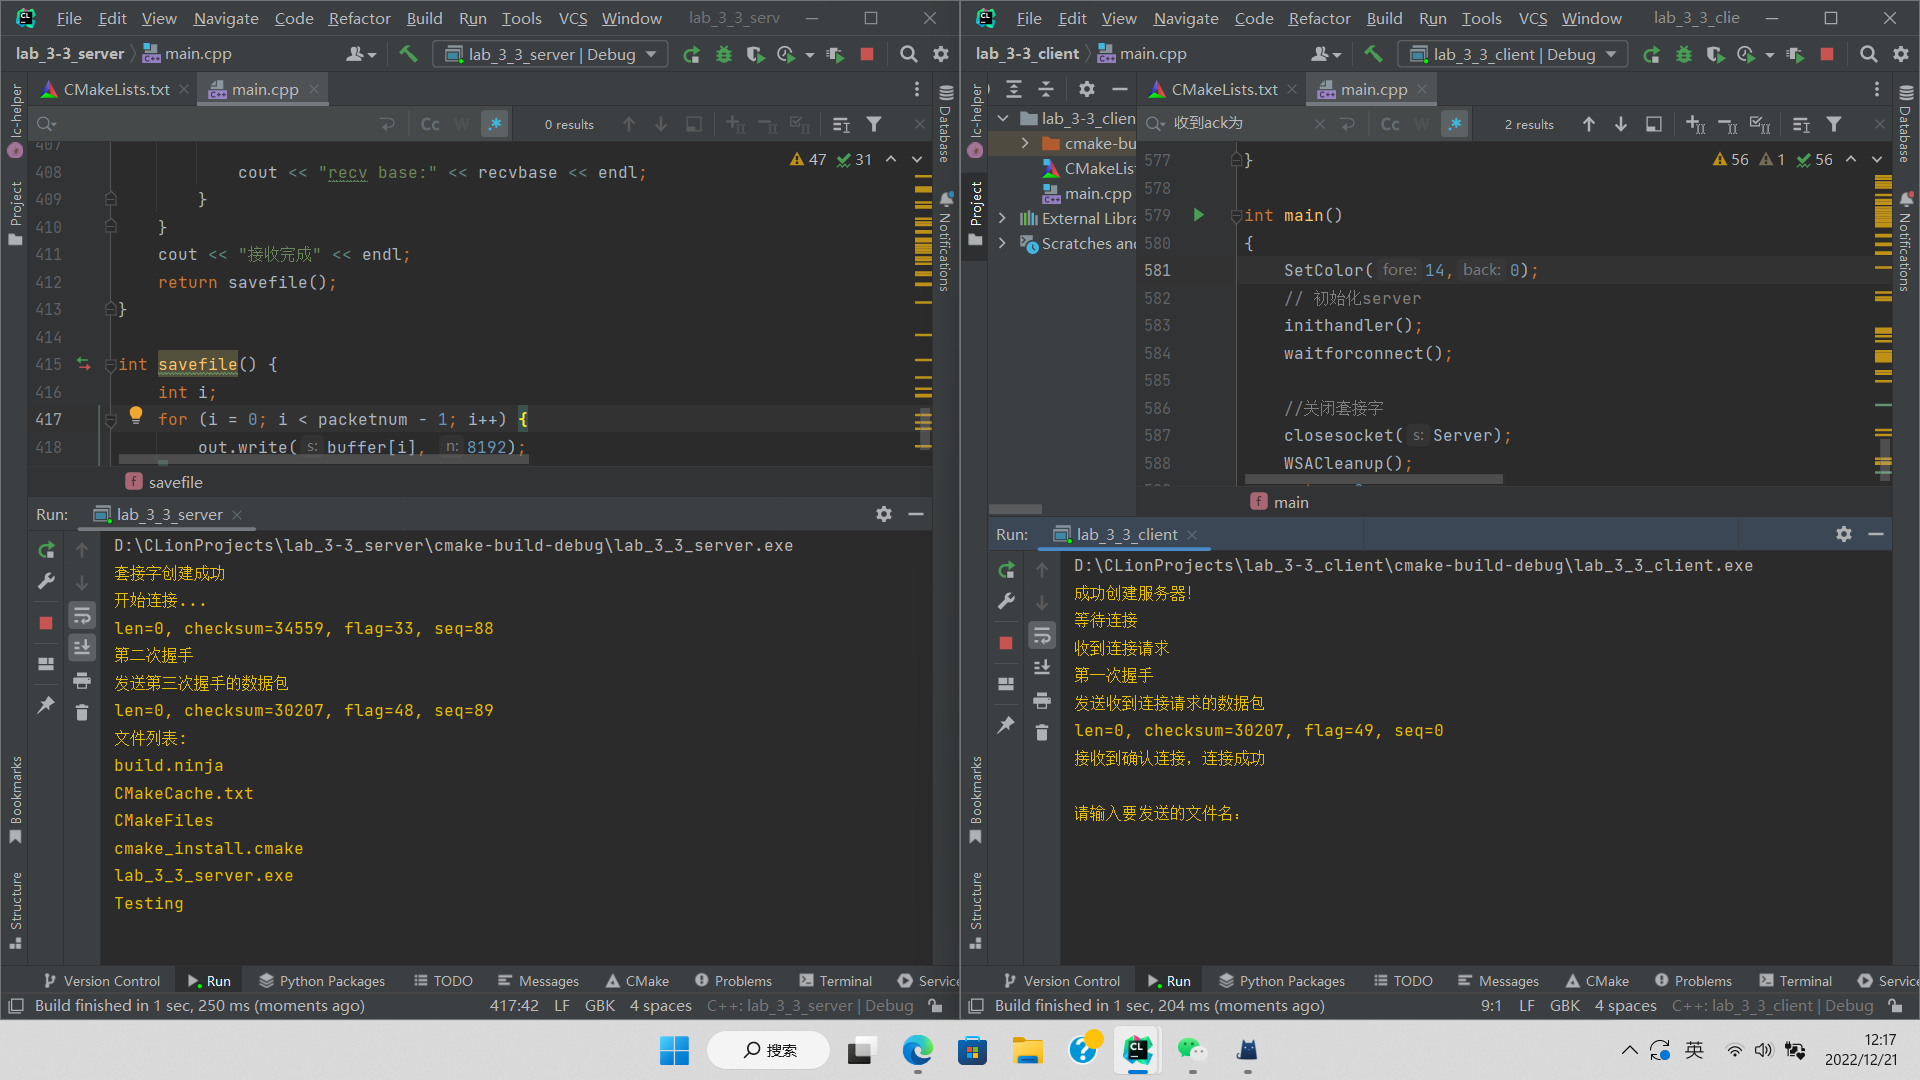 File Edit View Navigate Code Refactor Build Run Tools VCS Window lab_3_3_serv
lab_3-3_server main.cpp lab_3_3_server | Debug
CMakeLists.txt main.cpp
Cc W .* 0 results
lc-helper
Project
Bookmarks
Structure
Database
Notifications
47 31
407
408 cout << "recv base:" << recvbase << endl;
409 }
410 }
411 cout << "接收完成" << endl;
412 return savefile();
413 }
414
415 int savefile() {
416 int i;
417 for (i = 0; i < packetnum - 1; i++) {
418 out.write( s: buffer[i], n: 8192);
savefile
Run: lab_3_3_server
D:\CLionProjects\lab_3-3_server\cmake-build-debug\lab_3_3_server.exe
套接字创建成功
开始连接...
len=0, checksum=34559, flag=33, seq=88
第二次握手
发送第三次握手的数据包
len=0, checksum=30207, flag=48, seq=89
文件列表:
build.ninja
CMakeCache.txt
CMakeFiles
cmake_install.cmake
lab_3_3_server.exe
Testing
Version Control Run Python Packages TODO Messages CMake Problems Terminal Servic
Build finished in 1 sec, 250 ms (moments ago) 417:42 LF GBK 4 spaces C++: lab_3_3_server | Debug
File Edit View Navigate Code Refactor Build Run Tools VCS Window lab_3_3_clie
lab_3-3_client main.cpp lab_3_3_client | Debug
CMakeLists.txt main.cpp
收到ack为 Cc W .* 2 results
lc-helper
Project
Bookmarks
Structure
Database
Notifications
lab_3-3_clien
cmake-bu
CMakeLis
main.cpp
External Libra
Scratches and
56 1 56
577 }
578
579 int main()
580 {
581 SetColor( fore: 14, back: 0);
582 // 初始化server
583 inithandler();
584 waitforconnect();
585
586 //关闭套接字
587 closesocket( s: Server);
588 WSACleanup();
main
Run: lab_3_3_client
D:\CLionProjects\lab_3-3_client\cmake-build-debug\lab_3_3_client.exe
成功创建服务器!
等待连接
收到连接请求
第一次握手
发送收到连接请求的数据包
len=0, checksum=30207, flag=49, seq=0
接收到确认连接，连接成功
请输入要发送的文件名:
Version Control Run Python Packages TODO Messages CMake Problems Terminal Service
Build finished in 1 sec, 204 ms (moments ago) 9:1 LF GBK 4 spaces C++: lab_3_3_client | Debug
搜索
英
12:17
2022/12/21